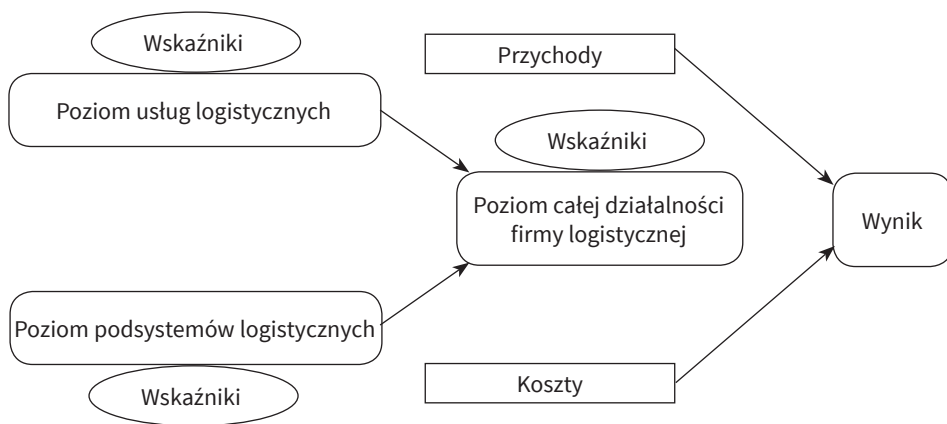 Wskaźniki
Poziom usług logistycznych
Przychody
Wskaźniki
Poziom całej działalności
firmy logistycznej
Wynik
Poziom podsystemów logistycznych
Wskaźniki
Koszty